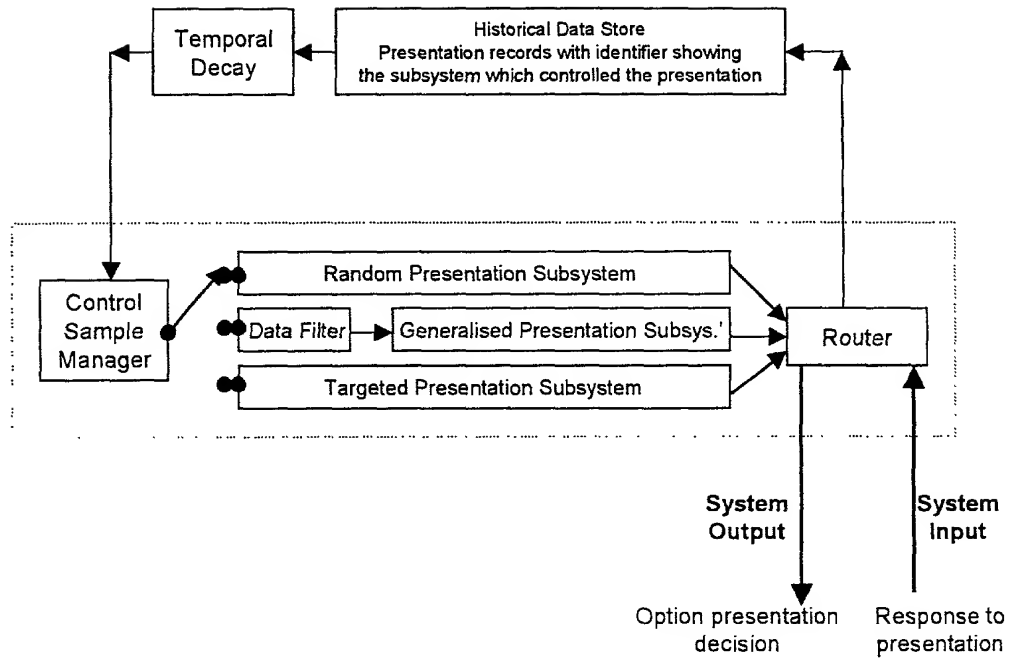 Temporal
Decay
Historical Data Store
Presentation records with identifier showing
the subsystem which controlled the presentation
Control
Sample
Manager
Random Presentation Subsystem
Data Filter
Generalised Presentation Subsys.'
Targeted Presentation Subsystem
Router
System
Output
System
Input
Option presentation
decision
Response to
presentation